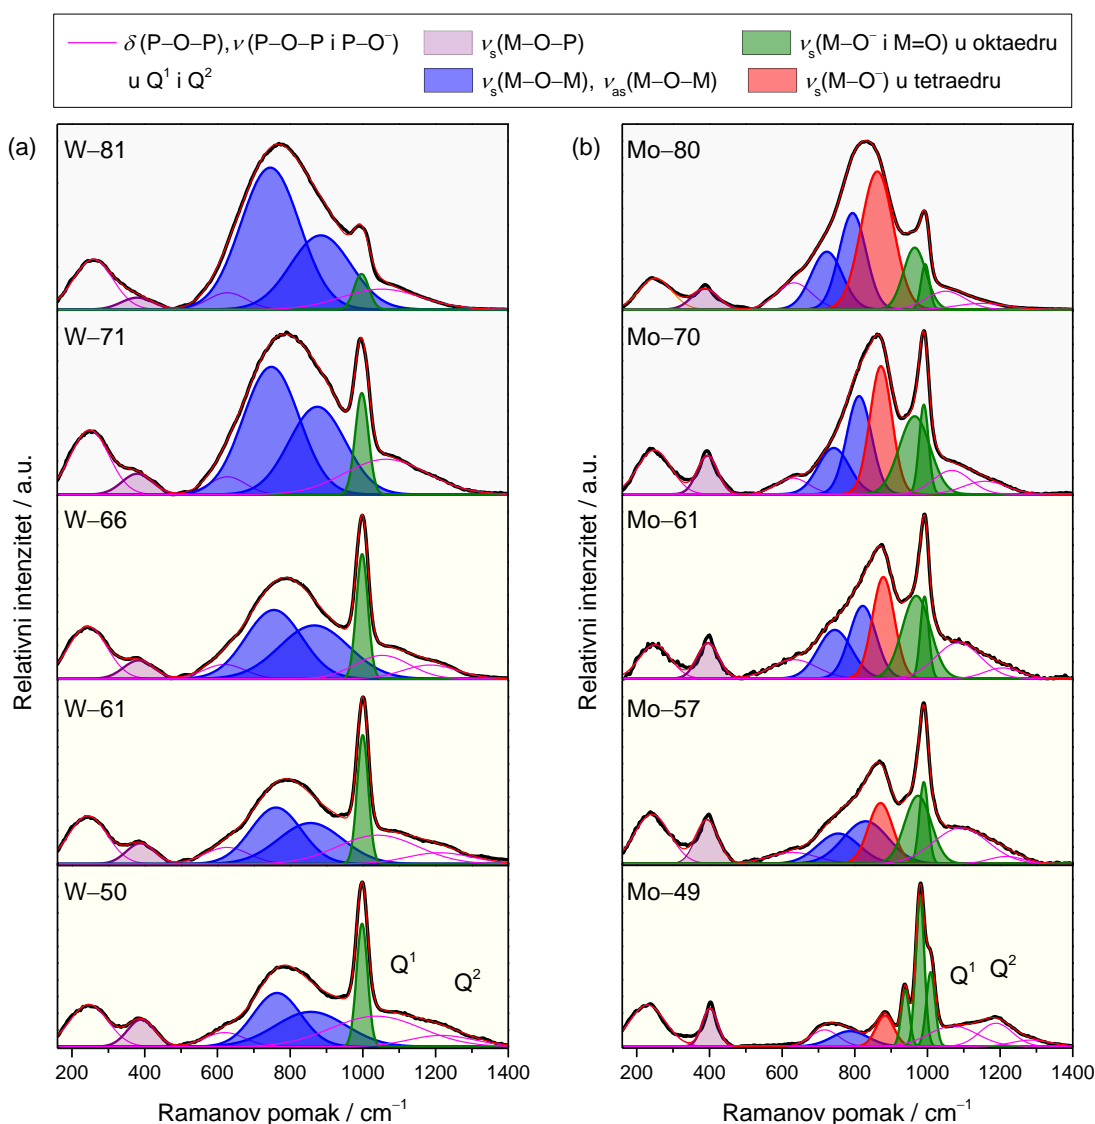 δ(P–O–P), ν(P–O–P i P–O⁻)
u Q¹ i Q²
νₛ(M–O–P)
νₛ(M–O–M), νₐₛ(M–O–M)
νₛ(M–O⁻ i M=O) u oktaedru
νₛ(M–O⁻) u tetraedru
(a)
W–81
W–71
W–66
W–61
W–50
Q¹
Q²
200 400 600 800 1000 1200 1400
Ramanov pomak / cm⁻¹
Relativni intenzitet / a.u.
(b)
Mo–80
Mo–70
Mo–61
Mo–57
Mo–49
Q¹
Q²
200 400 600 800 1000 1200 1400
Ramanov pomak / cm⁻¹
Relativni intenzitet / a.u.